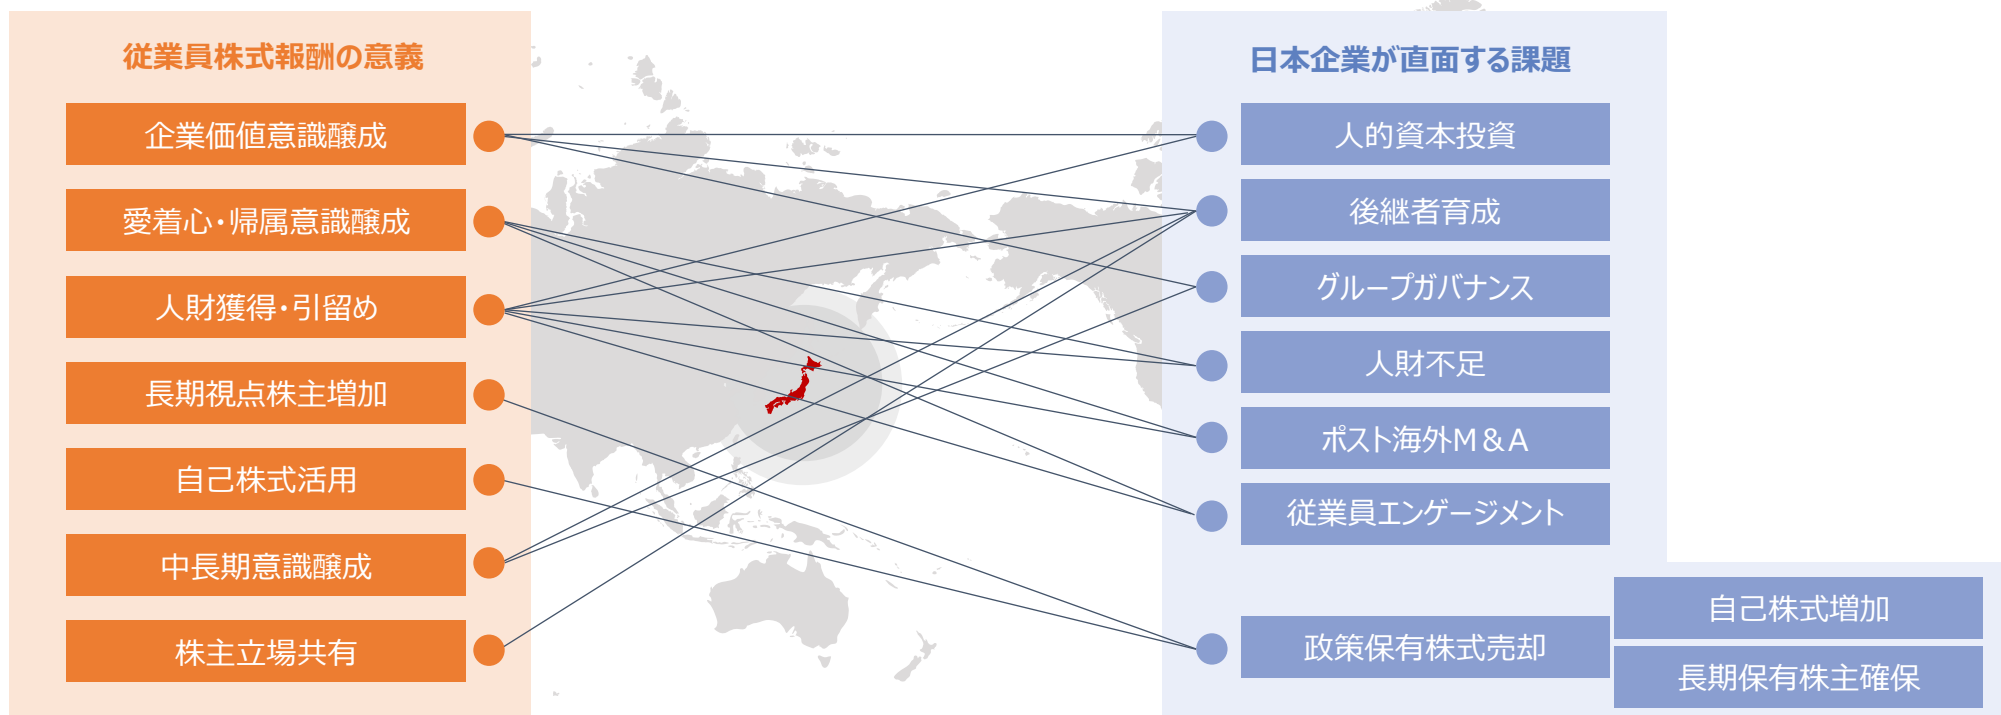 従業員株式報酬の意義
企業価値意識醸成
愛着心・帰属意識醸成
人財獲得・引留め
長期視点株主増加
自己株式活用
中長期意識醸成
株主立場共有
日本企業が直面する課題
人的資本投資
後継者育成
グループガバナンス
人財不足
ポスト海外M&A
従業員エンゲージメント
政策保有株式売却
自己株式増加
長期保有株主確保